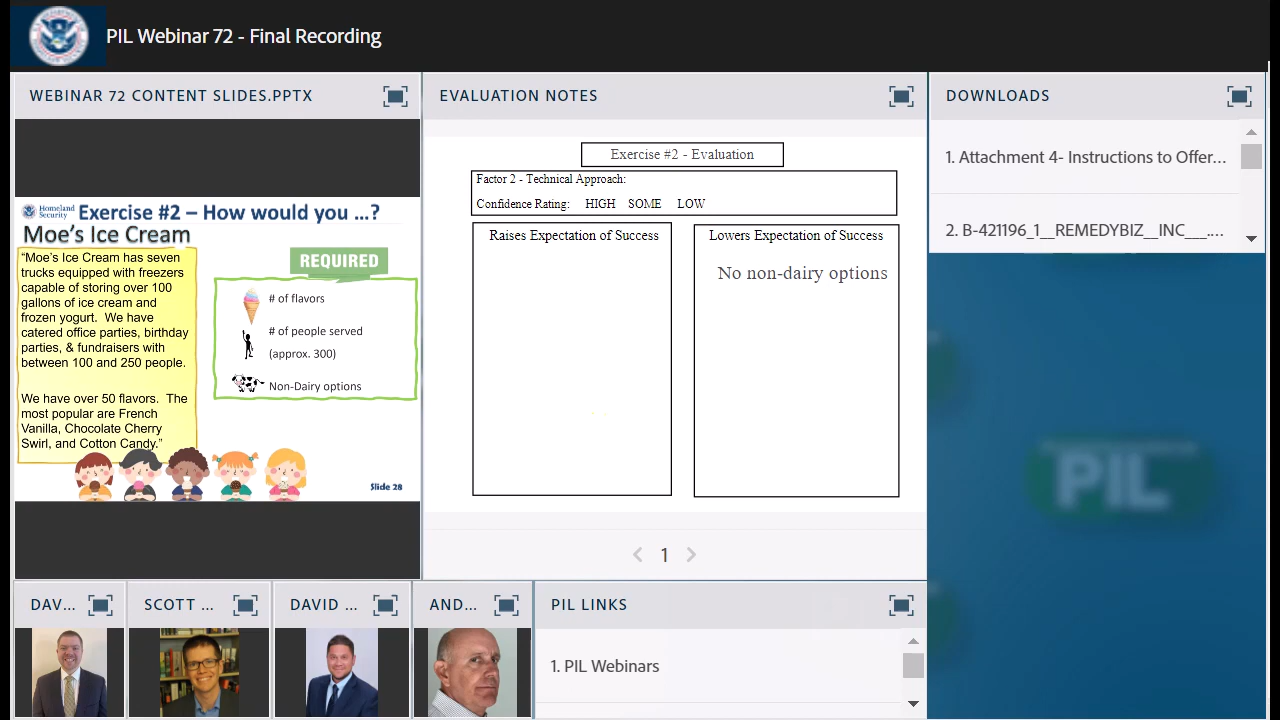 PIL Webinar 72 - Final Recording
WEBINAR 72 CONTENT SLIDES.PPTX
Homeland
Security
Exercise #2 – How would you …?
Moe's Ice Cream
“Moe's Ice Cream has seven
trucks equipped with freezers
capable of storing over 100
gallons of ice cream and
frozen yogurt. We have
catered office parties, birthday
parties, & fundraisers with
between 100 and 250 people.
We have over 50 flavors. The
most popular are French
Vanilla, Chocolate Cherry
Swirl, and Cotton Candy.”
REQUIRED
# of flavors
# of people served
(approx. 300)
Non-Dairy options
Slide 28
EVALUATION NOTES
Exercise #2 - Evaluation
Factor 2 - Technical Approach:
Confidence Rating: HIGH SOME LOW
Raises Expectation of Success
Lowers Expectation of Success
No non-dairy options
1
DOWNLOADS
1. Attachment 4- Instructions to Offer...
2. B-421196_1__REMEDYBIZ__INC___....
PIL
DAV...
SCOTT ...
DAVID ...
AND...
PIL LINKS
1. PIL Webinars